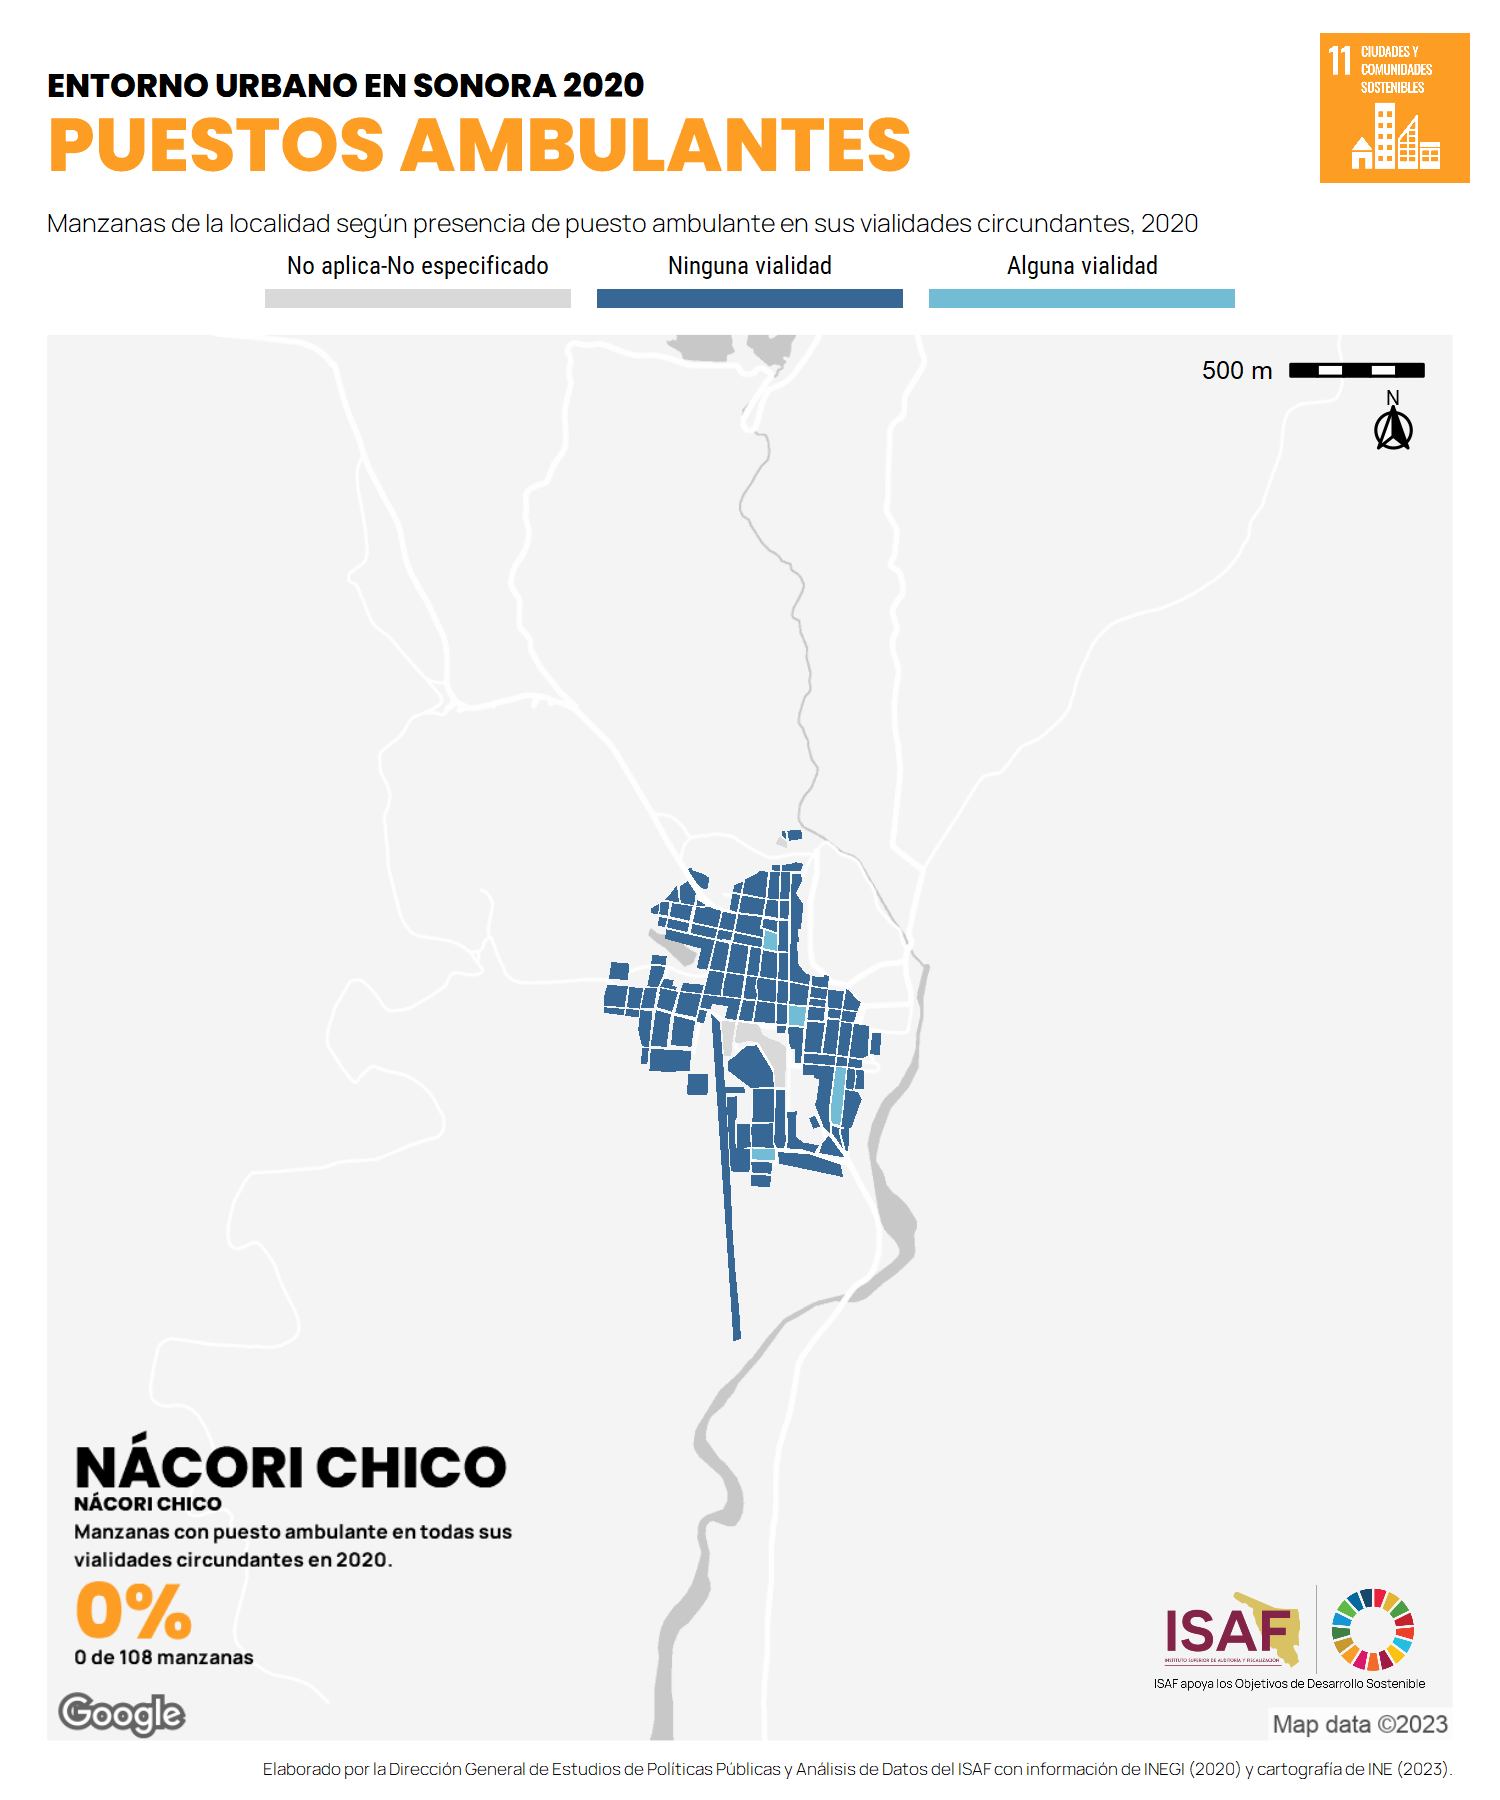 ENTORNO URBANO EN SONORA 2020
PUESTOS AMBULANTES
11 CIUDADES Y
COMUNIDADES
SOSTENIBLES
Manzanas de la localidad según presencia de puesto ambulante en sus vialidades circundantes, 2020
No aplica-No especificado Ninguna vialidad Alguna vialidad
500 m
N
NÁCORI CHICO
NÁCORI CHICO
Manzanas con puesto ambulante en todas sus
vialidades circundantes en 2020.
0%
0 de 108 manzanas
ISAF
INSTITUTO SUPERIOR DE AUDITORÍA Y FISCALIZACIÓN
ISAF apoya los Objetivos de Desarrollo Sostenible
Google
Map data ©2023
Elaborado por la Dirección General de Estudios de Políticas Públicas y Análisis de Datos del ISAF con información de INEGI (2020) y cartografía de INE (2023).